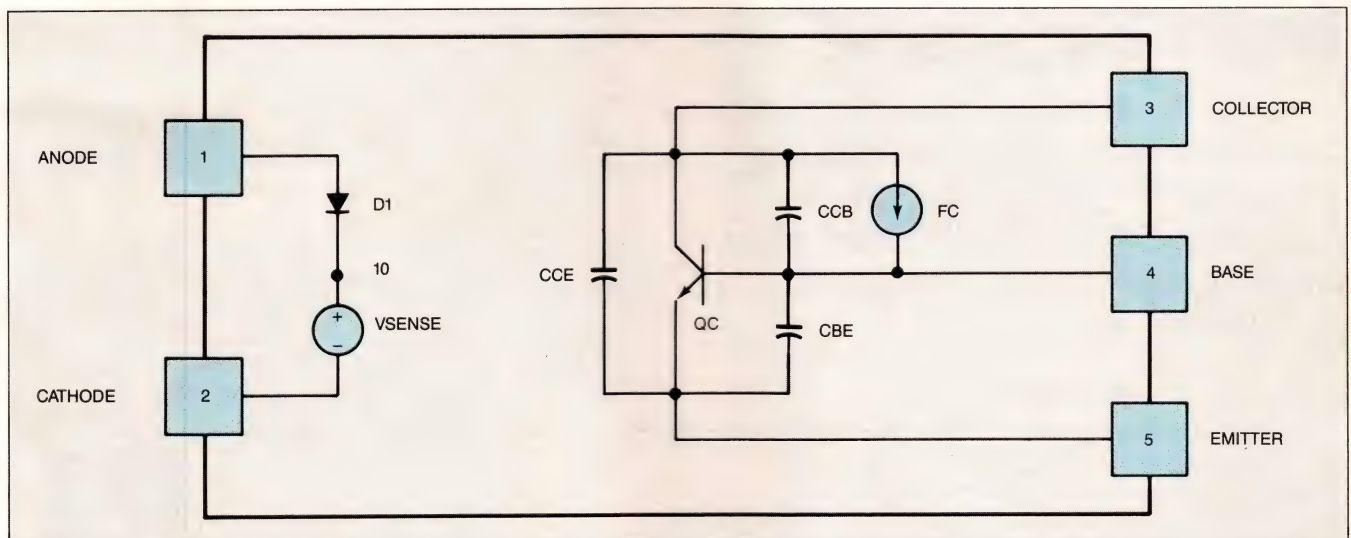 ANODE
1
D1
10
+
VSENSE
−
CATHODE
2
CCE
QC
CCB
CBE
FC
3
COLLECTOR
4
BASE
5
EMITTER